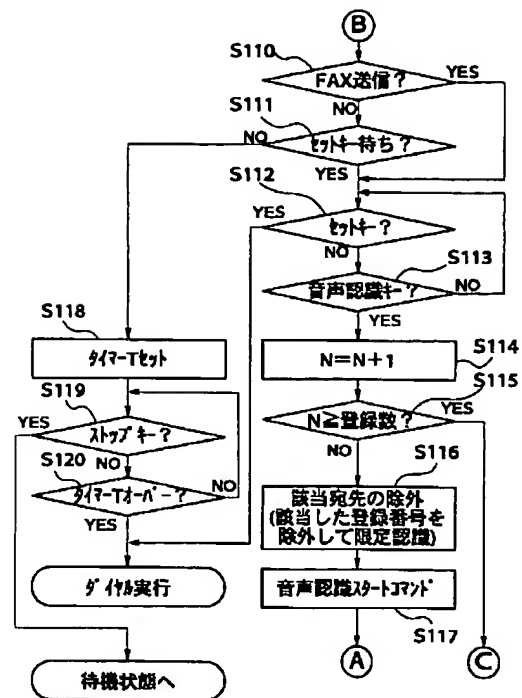 B
S110
FAX送信?
YES
NO
S111
セットキー待ち?
NO
YES
S112
セットキー?
YES
NO
S113
音声認識キー?
NO
YES
S118
タイマーTセット
S114
N=N+1
S119
ストップキー?
YES
NO
S115
N≧登録数?
YES
NO
S120
タイマーTオーバー?
NO
YES
S116
該当宛先の除外
(該当した登録番号を
除外して限定認識)
ダイヤル実行
音声認識スタートコマンド
S117
待機状態へ
A
C